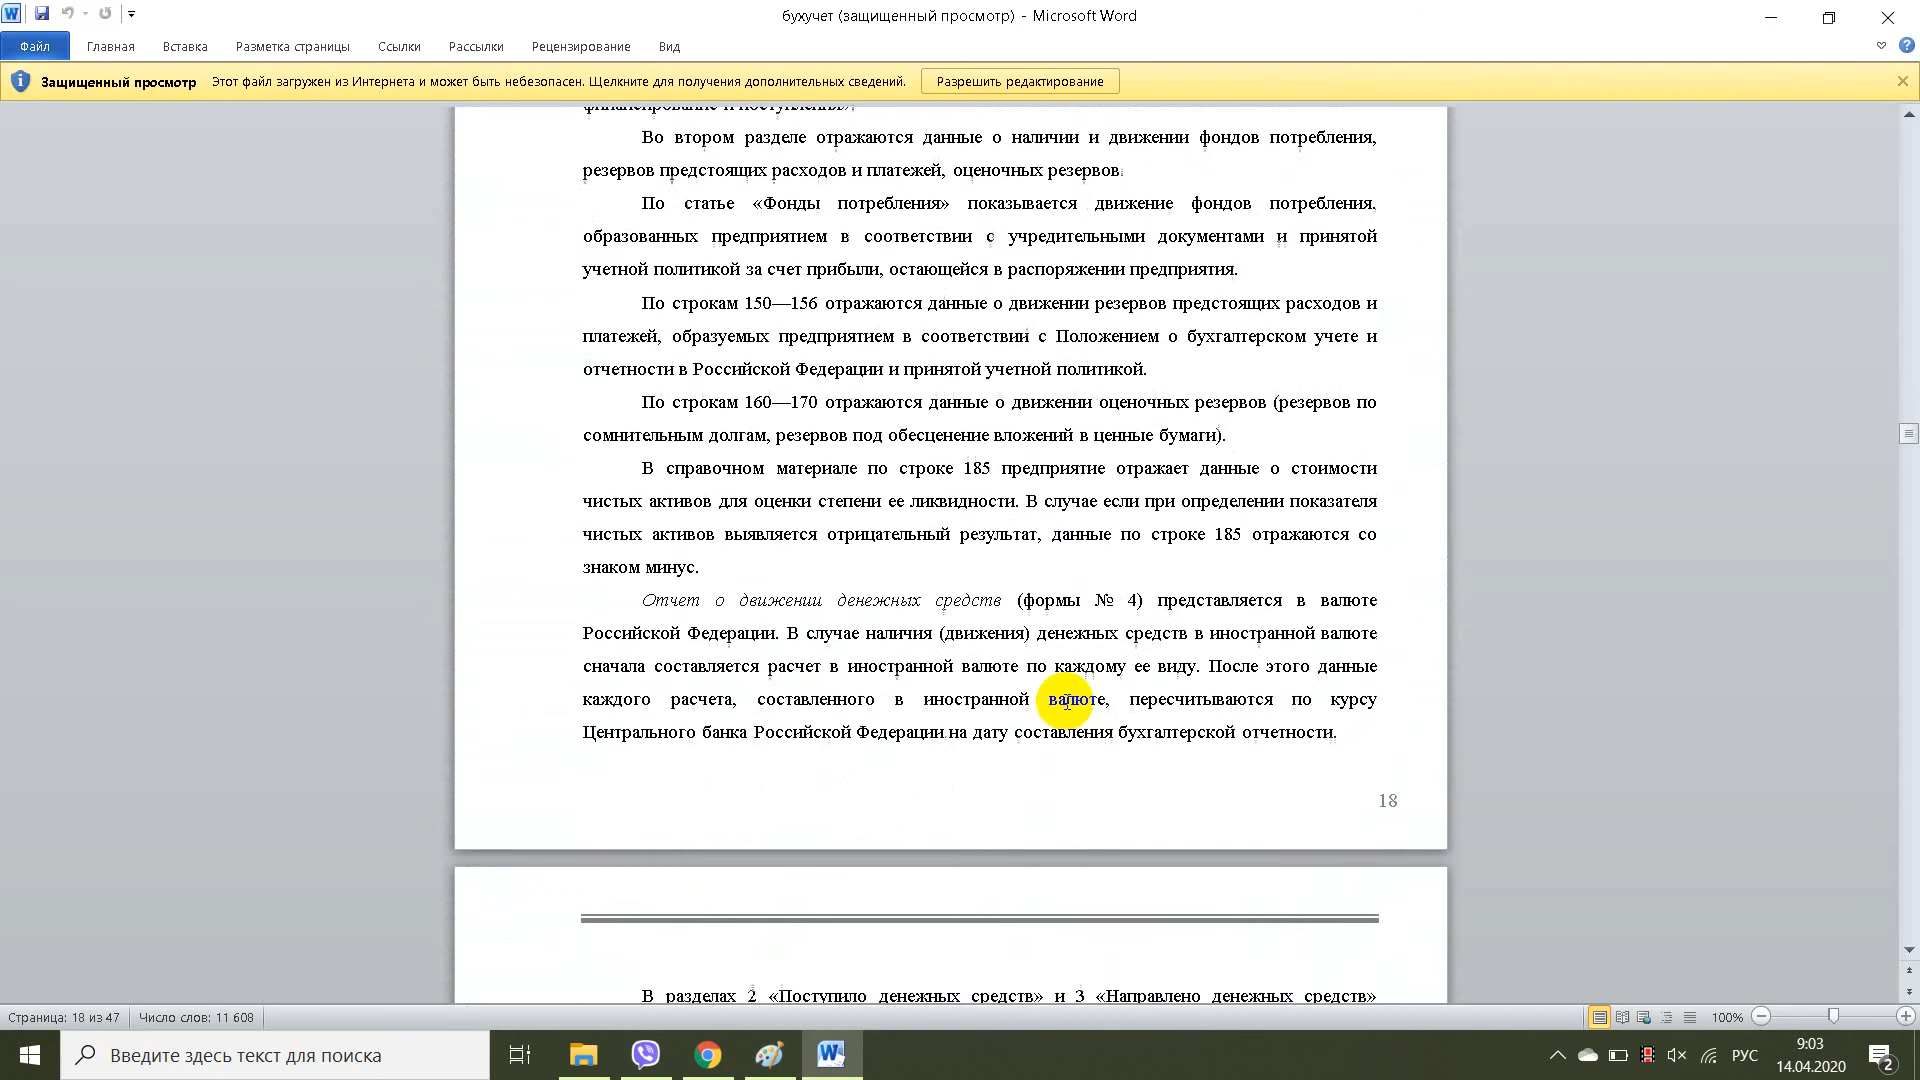 бухучет (защищенный просмотр) - Microsoft Word
Файл Главная Вставка Разметка страницы Ссылки Рассылки Рецензирование Вид
Защищенный просмотр Этот файл загружен из Интернета и может быть небезопасен. Щелкните для получения дополнительных сведений. Разрешить редактирование
Во втором разделе отражаются данные о наличии и движении фондов потребления,
резервов предстоящих расходов и платежей, оценочных резервов.
По статье «Фонды потребления» показывается движение фондов потребления,
образованных предприятием в соответствии с учредительными документами и принятой
учетной политикой за счет прибыли, остающейся в распоряжении предприятия.
По строкам 150—156 отражаются данные о движении резервов предстоящих расходов и
платежей, образуемых предприятием в соответствии с Положением о бухгалтерском учете и
отчетности в Российской Федерации и принятой учетной политикой.
По строкам 160—170 отражаются данные о движении оценочных резервов (резервов по
сомнительным долгам, резервов под обесценение вложений в ценные бумаги).
В справочном материале по строке 185 предприятие отражает данные о стоимости
чистых активов для оценки степени ее ликвидности. В случае если при определении показателя
чистых активов выявляется отрицательный результат, данные по строке 185 отражаются со
знаком минус.
Отчет о движении денежных средств (формы № 4) представляется в валюте
Российской Федерации. В случае наличия (движения) денежных средств в иностранной валюте
сначала составляется расчет в иностранной валюте по каждому ее виду. После этого данные
каждого расчета, составленного в иностранной валюте, пересчитываются по курсу
Центрального банка Российской Федерации на дату составления бухгалтерской отчетности.
18
В разделах 2 «Поступило денежных средств» и 3 «Направлено денежных средств»
Страница: 18 из 47 Число слов: 11 608 100%
Введите здесь текст для поиска
РУС
9:03
14.04.2020
2